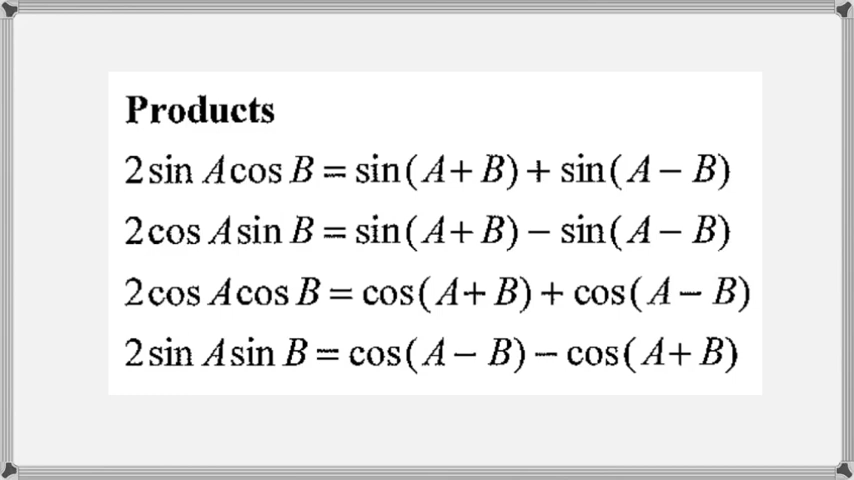 Products
2 sin A cos B = sin( A + B) + sin( A − B)
2 cos A sin B = sin( A + B) − sin( A − B)
2 cos A cos B = cos( A + B) + cos( A − B)
2 sin A sin B = cos( A − B) − cos( A + B)